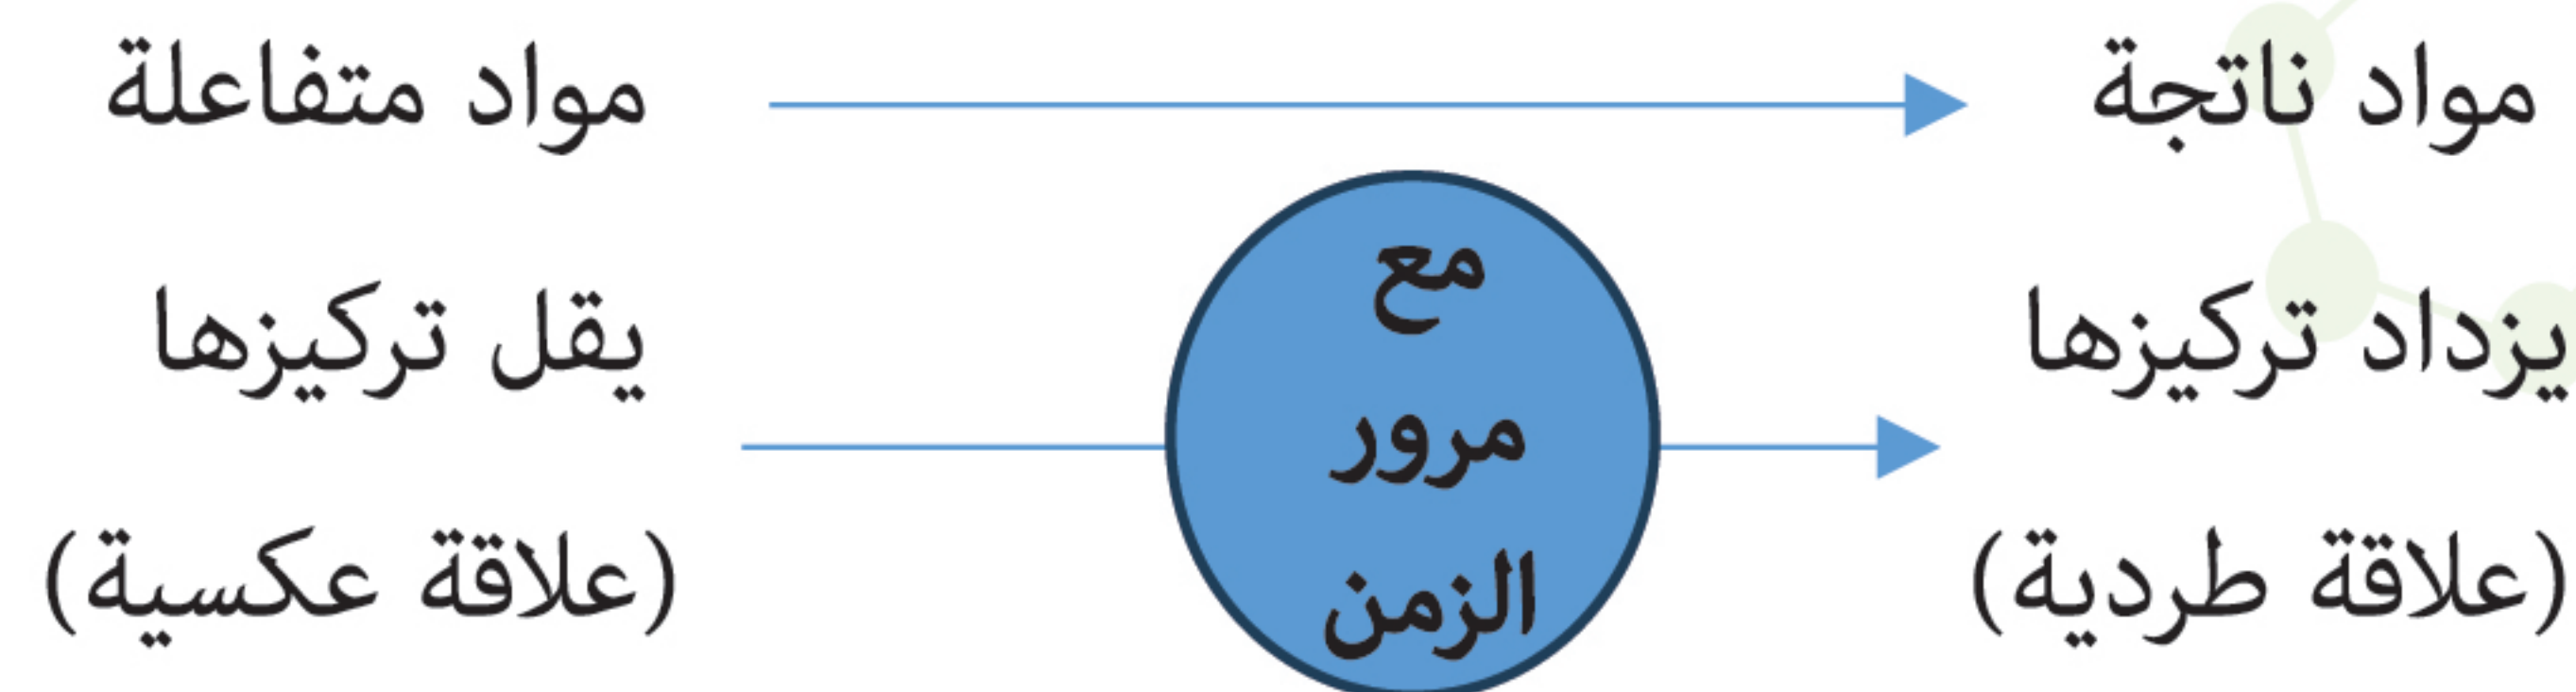 مواد متفاعلة
مواد ناتجة
يقل تركيزها
يزداد تركيزها
(علاقة عكسية)
(علاقة طردية)
مع
مرور
الزمن